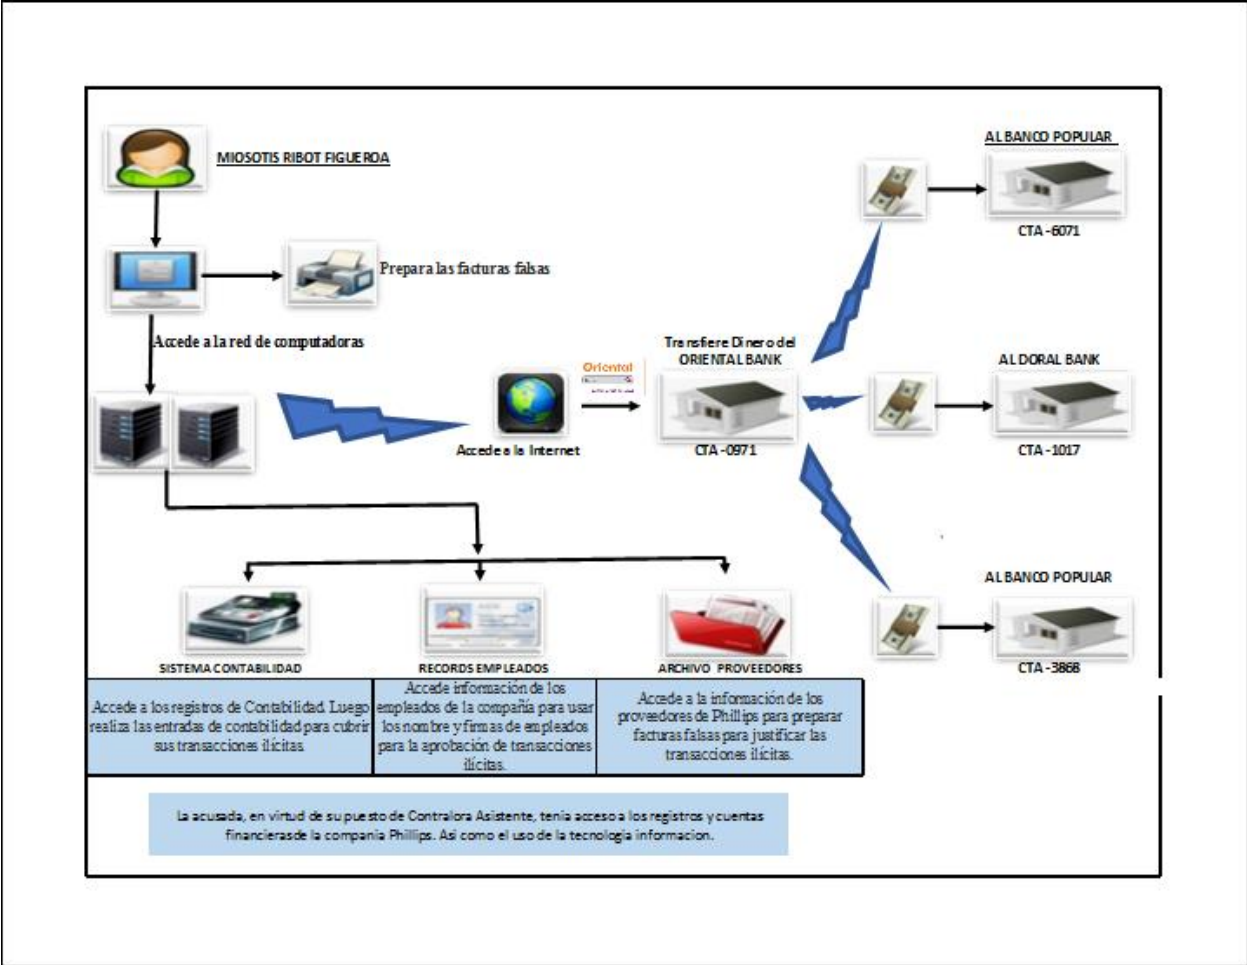 MIOSOTIS RIBOT FIGUEROA
Prepara las facturas falsas
Accede a la red de computadoras
Accede a la Internet
Oriental
Transfiere Dinero del
ORIENTAL BANK
CTA -0971
AL BANCO POPULAR
CTA -6071
AL DORAL BANK
CTA -1017
AL BANCO POPULAR
CTA -3868
SISTEMA CONTABILIDAD
RECORDS EMPLEADOS
ARCHIVO PROVEEDORES
Accede a los registros de Contabilidad. Luego
realiza las entradas de contabilidad para cubrir
sus transacciones ilícitas.
Accede información de los
empleados de la compañía para usar
los nombre y firmas de empleados
para la aprobación de transacciones
ilícitas.
Accede a la información de los
proveedores de Phillips para preparar
facturas falsas para justificar las
transacciones ilícitas.
La acusada, en virtud de su puesto de Contralora Asistente, tenia acceso a los registros y cuentas
financieras de la compania Phillips. Asi como el uso de la tecnologia informacion.